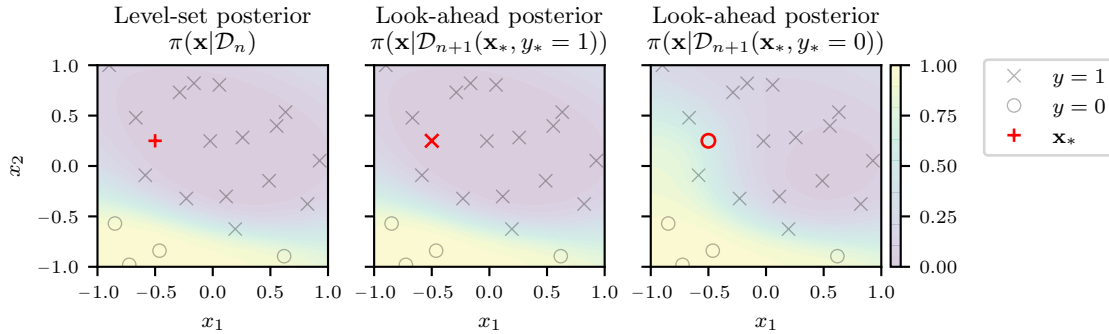 Level-set posterior
π(x|𝒟ₙ)
Look-ahead posterior
π(x|𝒟ₙ₊₁(x∗, y∗ = 1))
Look-ahead posterior
π(x|𝒟ₙ₊₁(x∗, y∗ = 0))
1.0
0.5
0.0
−0.5
−1.0
x₂
−1.0 −0.5 0.0 0.5 1.0
x₁
−1.0 −0.5 0.0 0.5 1.0
x₁
−1.0 −0.5 0.0 0.5 1.0
x₁
1.00
0.75
0.50
0.25
0.00
y = 1
y = 0
x∗